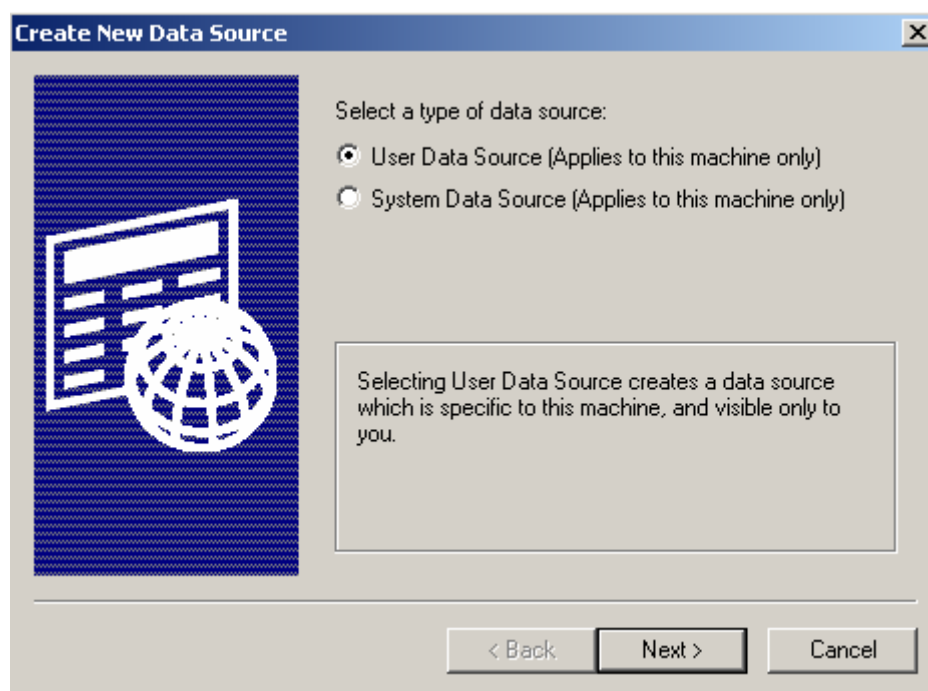 Create New Data Source
Select a type of data source:
User Data Source (Applies to this machine only)
System Data Source (Applies to this machine only)
Selecting User Data Source creates a data source
which is specific to this machine, and visible only to
you.
< Back
Next >
Cancel